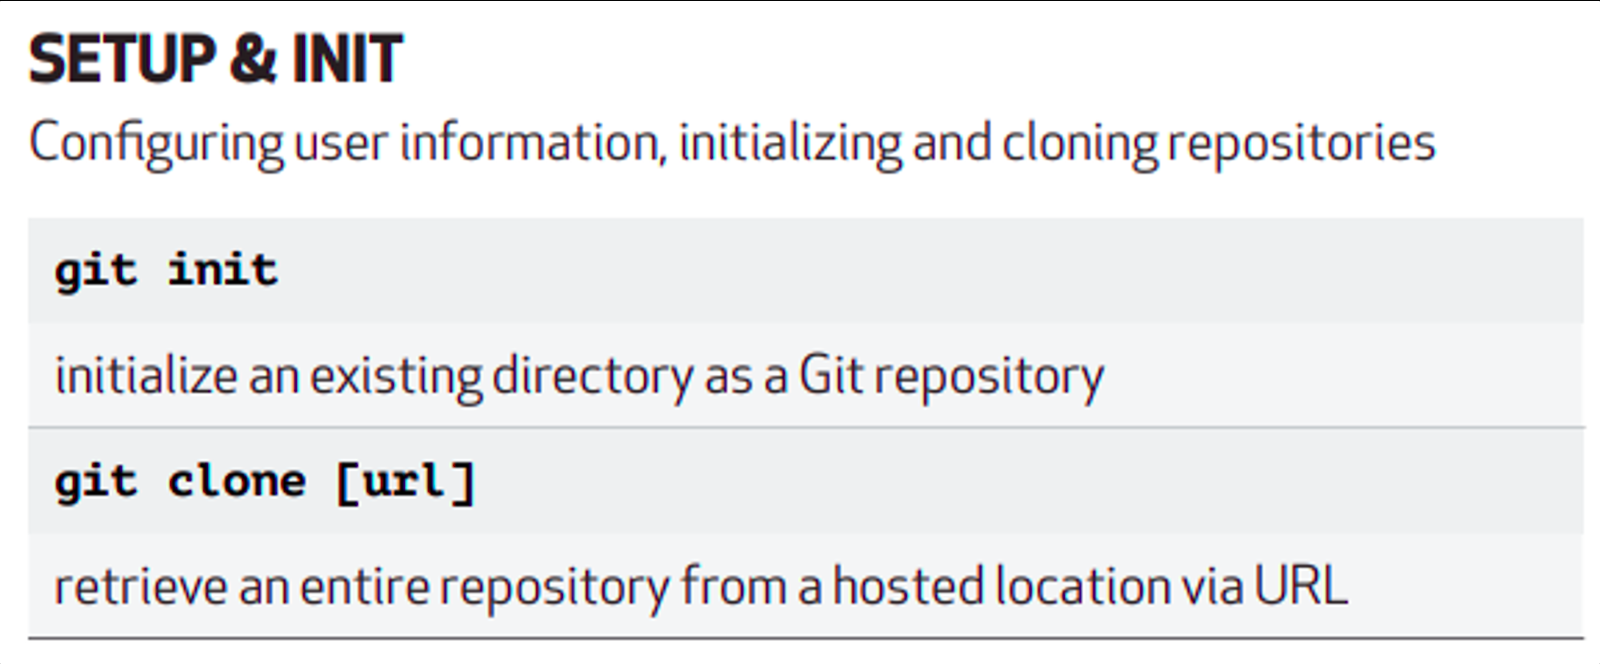 SETUP & INIT
Configuring user information, initializing and cloning repositories
git init
initialize an existing directory as a Git repository
git clone [url]
retrieve an entire repository from a hosted location via URL